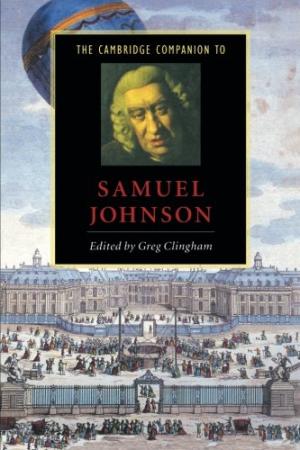 THE CAMBRIDGE COMPANION TO
SAMUEL
JOHNSON
Edited by Greg Clingham